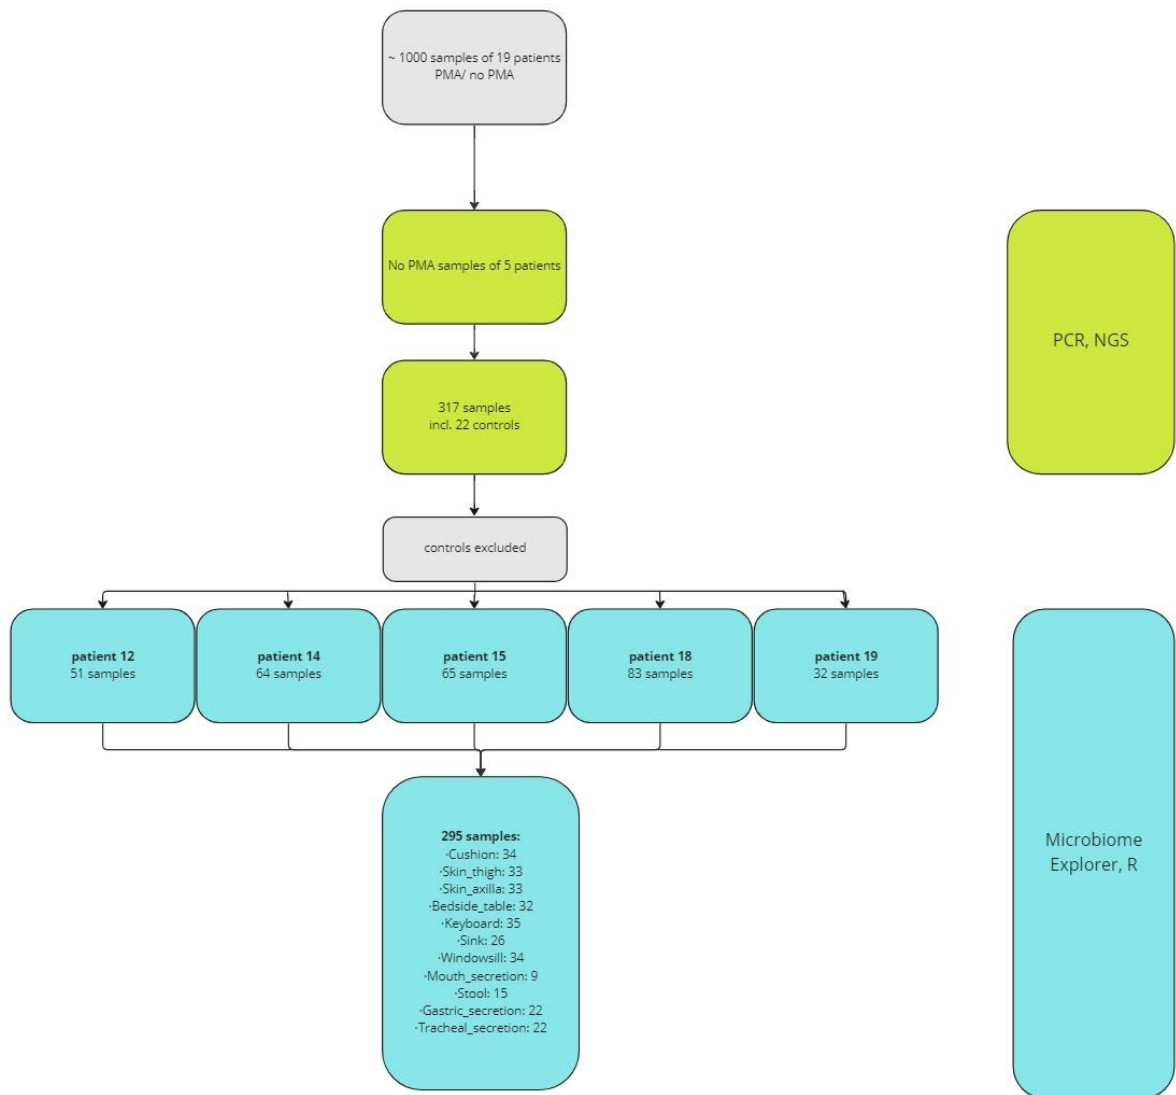 ~ 1000 samples of 19 patients
PMA/ no PMA
No PMA samples of 5 patients
317 samples
incl. 22 controls
PCR, NGS
controls excluded
patient 12
51 samples
patient 14
64 samples
patient 15
65 samples
patient 18
83 samples
patient 19
32 samples
295 samples:
·Cushion: 34
·Skin_thigh: 33
·Skin_axilla: 33
·Bedside_table: 32
·Keyboard: 35
·Sink: 26
·Windowsill: 34
·Mouth_secretion: 9
·Stool: 15
·Gastric_secretion: 22
·Tracheal_secretion: 22
Microbiome
Explorer, R